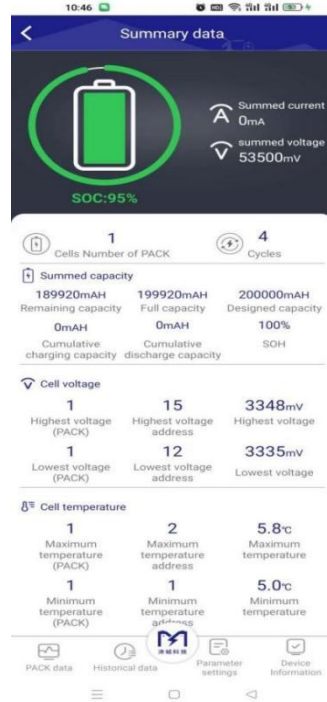 10:46
Summary data
Summed current
0mA
summed voltage
53500mV
SOC:95%
1
Cells Number of PACK
4
Cycles
Summed capacity
189920mAH
199920mAH
200000mAH
Remaining capacity
Full capacity
Designed capacity
0mAH
0mAH
100%
Cumulative
charging capacity
Cumulative
discharge capacity
SOH
Cell voltage
1
15
3348mV
Highest voltage
(PACK)
Highest voltage
address
Highest voltage
1
12
3335mV
Lowest voltage
(PACK)
Lowest voltage
address
Lowest voltage
Cell temperature
1
2
5.8℃
Maximum
temperature
(PACK)
Maximum
temperature
address
Maximum
temperature
1
1
5.0℃
Minimum
temperature
(PACK)
Minimum
temperature
address
Minimum
temperature
PACK data
Historical data
Parameter
settings
Device
Information